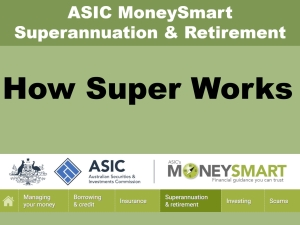 ASIC MoneySmart
Superannuation & Retirement
How Super Works
ASIC
Australian Securities &
Investments Commission
ASIC's
MONEYSMART
Financial guidance you can trust
Managing
your money
Borrowing
& credit
Insurance
Superannuation
& retirement
Investing
Scams